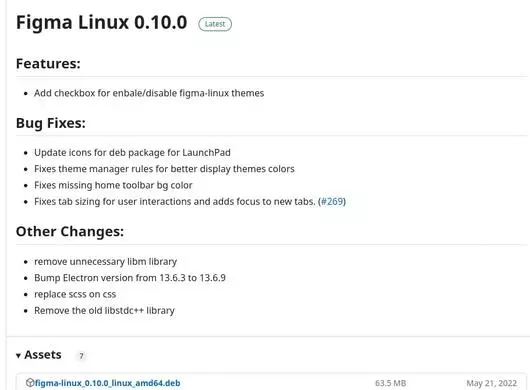 Figma Linux 0.10.0 Latest
Features:
Add checkbox for enbale/disable figma-linux themes
Bug Fixes:
Update icons for deb package for LaunchPad
Fixes theme manager rules for better display themes colors
Fixes missing home toolbar bg color
Fixes tab sizing for user interactions and adds focus to new tabs. (#269)
Other Changes:
remove unnecessary libm library
Bump Electron version from 13.6.3 to 13.6.9
replace scss on css
Remove the old libstdc++ library
Assets 7
figma-linux_0.10.0_linux_amd64.deb 63.5 MB May 21, 2022